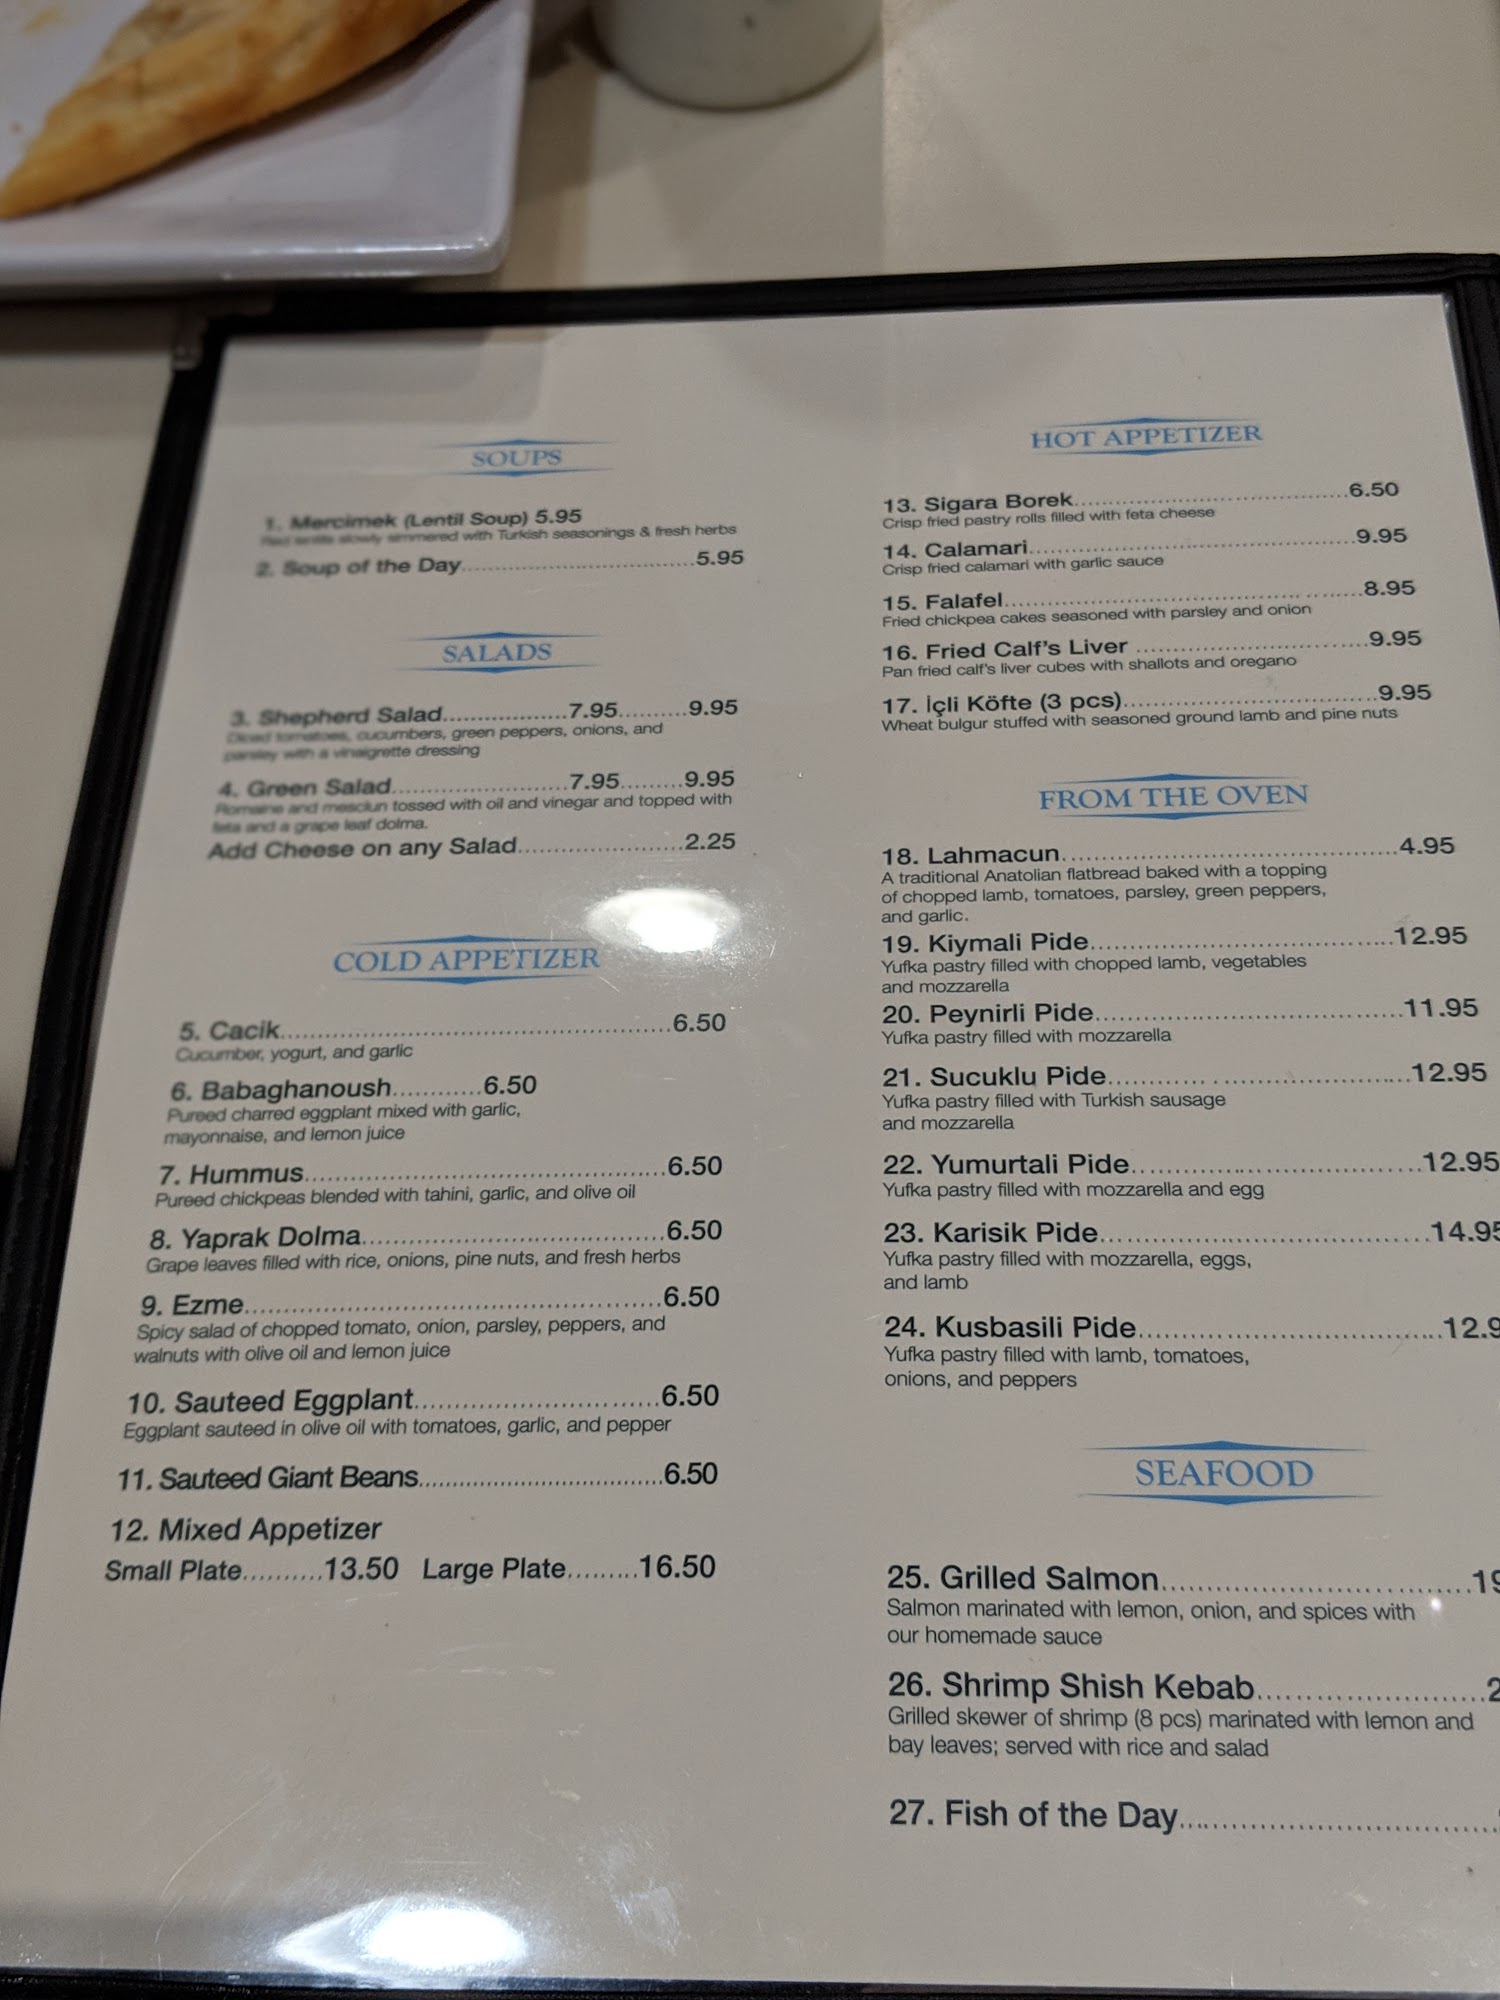 SOUPS
1. Mercimek (Lentil Soup) 5.95
Red lentils slowly simmered with Turkish seasonings & fresh herbs
2. Soup of the Day..............................5.95
SALADS
3. Shepherd Salad..................7.95..........9.95
Diced tomatoes, cucumbers, green peppers, onions, and
parsley with a vinaigrette dressing
4. Green Salad.........................7.95.........9.95
Romaine and mesclun tossed with oil and vinegar and topped with
feta and a grape leaf dolma.
Add Cheese on any Salad.......................2.25
COLD APPETIZER
5. Cacik....................................................6.50
Cucumber, yogurt, and garlic
6. Babaghanoush............6.50
Pureed charred eggplant mixed with garlic,
mayonnaise, and lemon juice
7. Hummus..............................................6.50
Pureed chickpeas blended with tahini, garlic, and olive oil
8. Yaprak Dolma.......................................6.50
Grape leaves filled with rice, onions, pine nuts, and fresh herbs
9. Ezme.....................................................6.50
Spicy salad of chopped tomato, onion, parsley, peppers, and
walnuts with olive oil and lemon juice
10. Sauteed Eggplant...............................6.50
Eggplant sauteed in olive oil with tomatoes, garlic, and pepper
11. Sauteed Giant Beans...................................6.50
12. Mixed Appetizer
Small Plate..........13.50 Large Plate.........16.50
HOT APPETIZER
13. Sigara Borek.....................................6.50
Crisp fried pastry rolls filled with feta cheese
14. Calamari............................................9.95
Crisp fried calamari with garlic sauce
15. Falafel................................................8.95
Fried chickpea cakes seasoned with parsley and onion
16. Fried Calf's Liver ...............................9.95
Pan fried calf's liver cubes with shallots and oregano
17. İçli Köfte (3 pcs)..................................9.95
Wheat bulgur stuffed with seasoned ground lamb and pine nuts
FROM THE OVEN
18. Lahmacun...........................................4.95
A traditional Anatolian flatbread baked with a topping
of chopped lamb, tomatoes, parsley, green peppers,
and garlic.
19. Kiymali Pide.......................................12.95
Yufka pastry filled with chopped lamb, vegetables
and mozzarella
20. Peynirli Pide.......................................11.95
Yufka pastry filled with mozzarella
21. Sucuklu Pide......................................12.95
Yufka pastry filled with Turkish sausage
and mozzarella
22. Yumurtali Pide....................................12.95
Yufka pastry filled with mozzarella and egg
23. Karisik Pide........................................14.95
Yufka pastry filled with mozzarella, eggs,
and lamb
24. Kusbasili Pide.....................................12.9
Yufka pastry filled with lamb, tomatoes,
onions, and peppers
SEAFOOD
25. Grilled Salmon....................................19
Salmon marinated with lemon, onion, and spices with
our homemade sauce
26. Shrimp Shish Kebab..........................2
Grilled skewer of shrimp (8 pcs) marinated with lemon and
bay leaves; served with rice and salad
27. Fish of the Day...................................